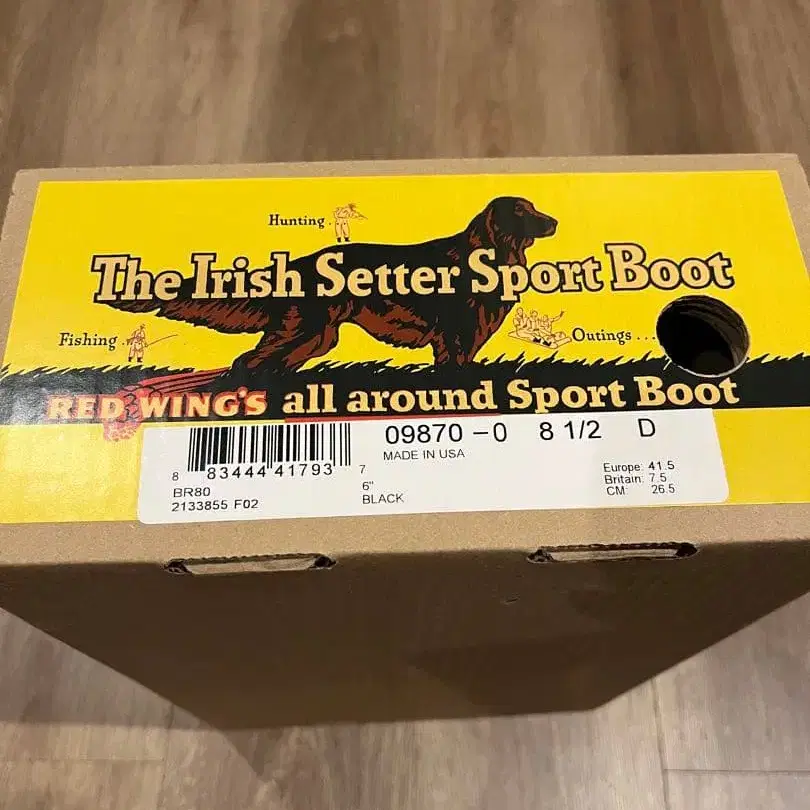 Hunting.
The Irish Setter Sport Boot
Fishing.
Outings...
RED WING'S all around Sport Boot
09870-0 8 1/2 D
MADE IN USA
8 83444 41793 7
BR80
2133855 F02
6"
BLACK
Europe: 41.5
Britain: 7.5
CM: 26.5